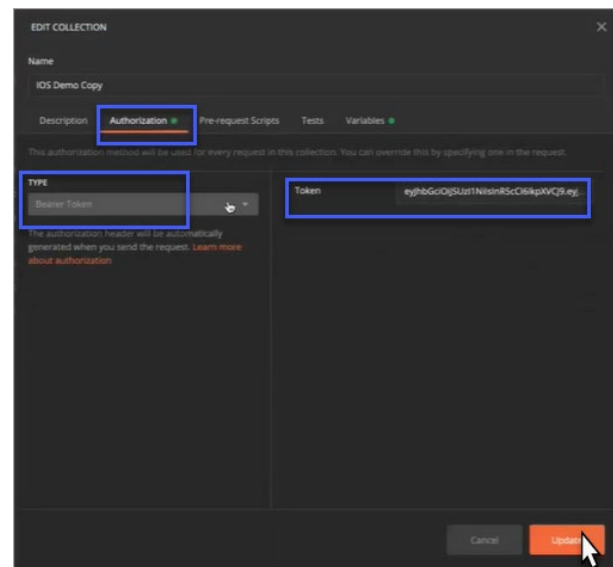 EDIT COLLECTION
Name
IOS Demo Copy
Description Authorization Pre-request Scripts Tests Variables
This authorization method will be used for every request in this collection. You can override this by specifying one in the request.
TYPE
Bearer Token
The authorization header will be automatically
generated when you send the request. Learn more
about authorization
Token
Cancel Update